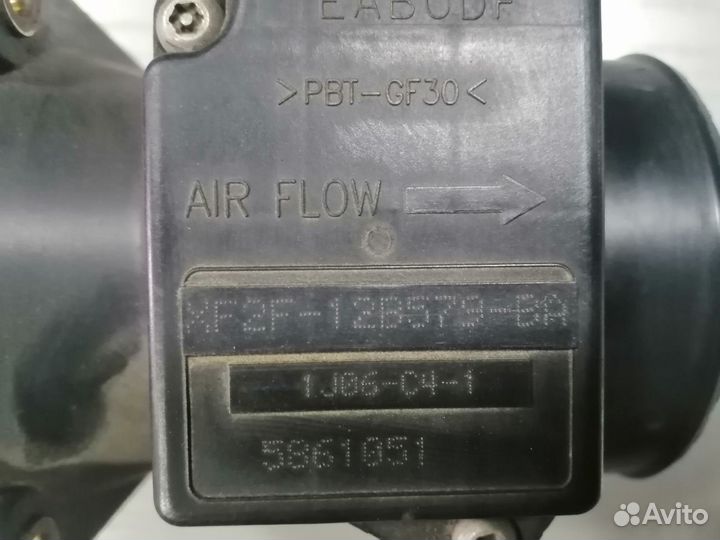 EABODF
>PBT-GF30<
AIR FLOW
XF2F-12B579-BA
1J06-C4-1
5861051
Avito